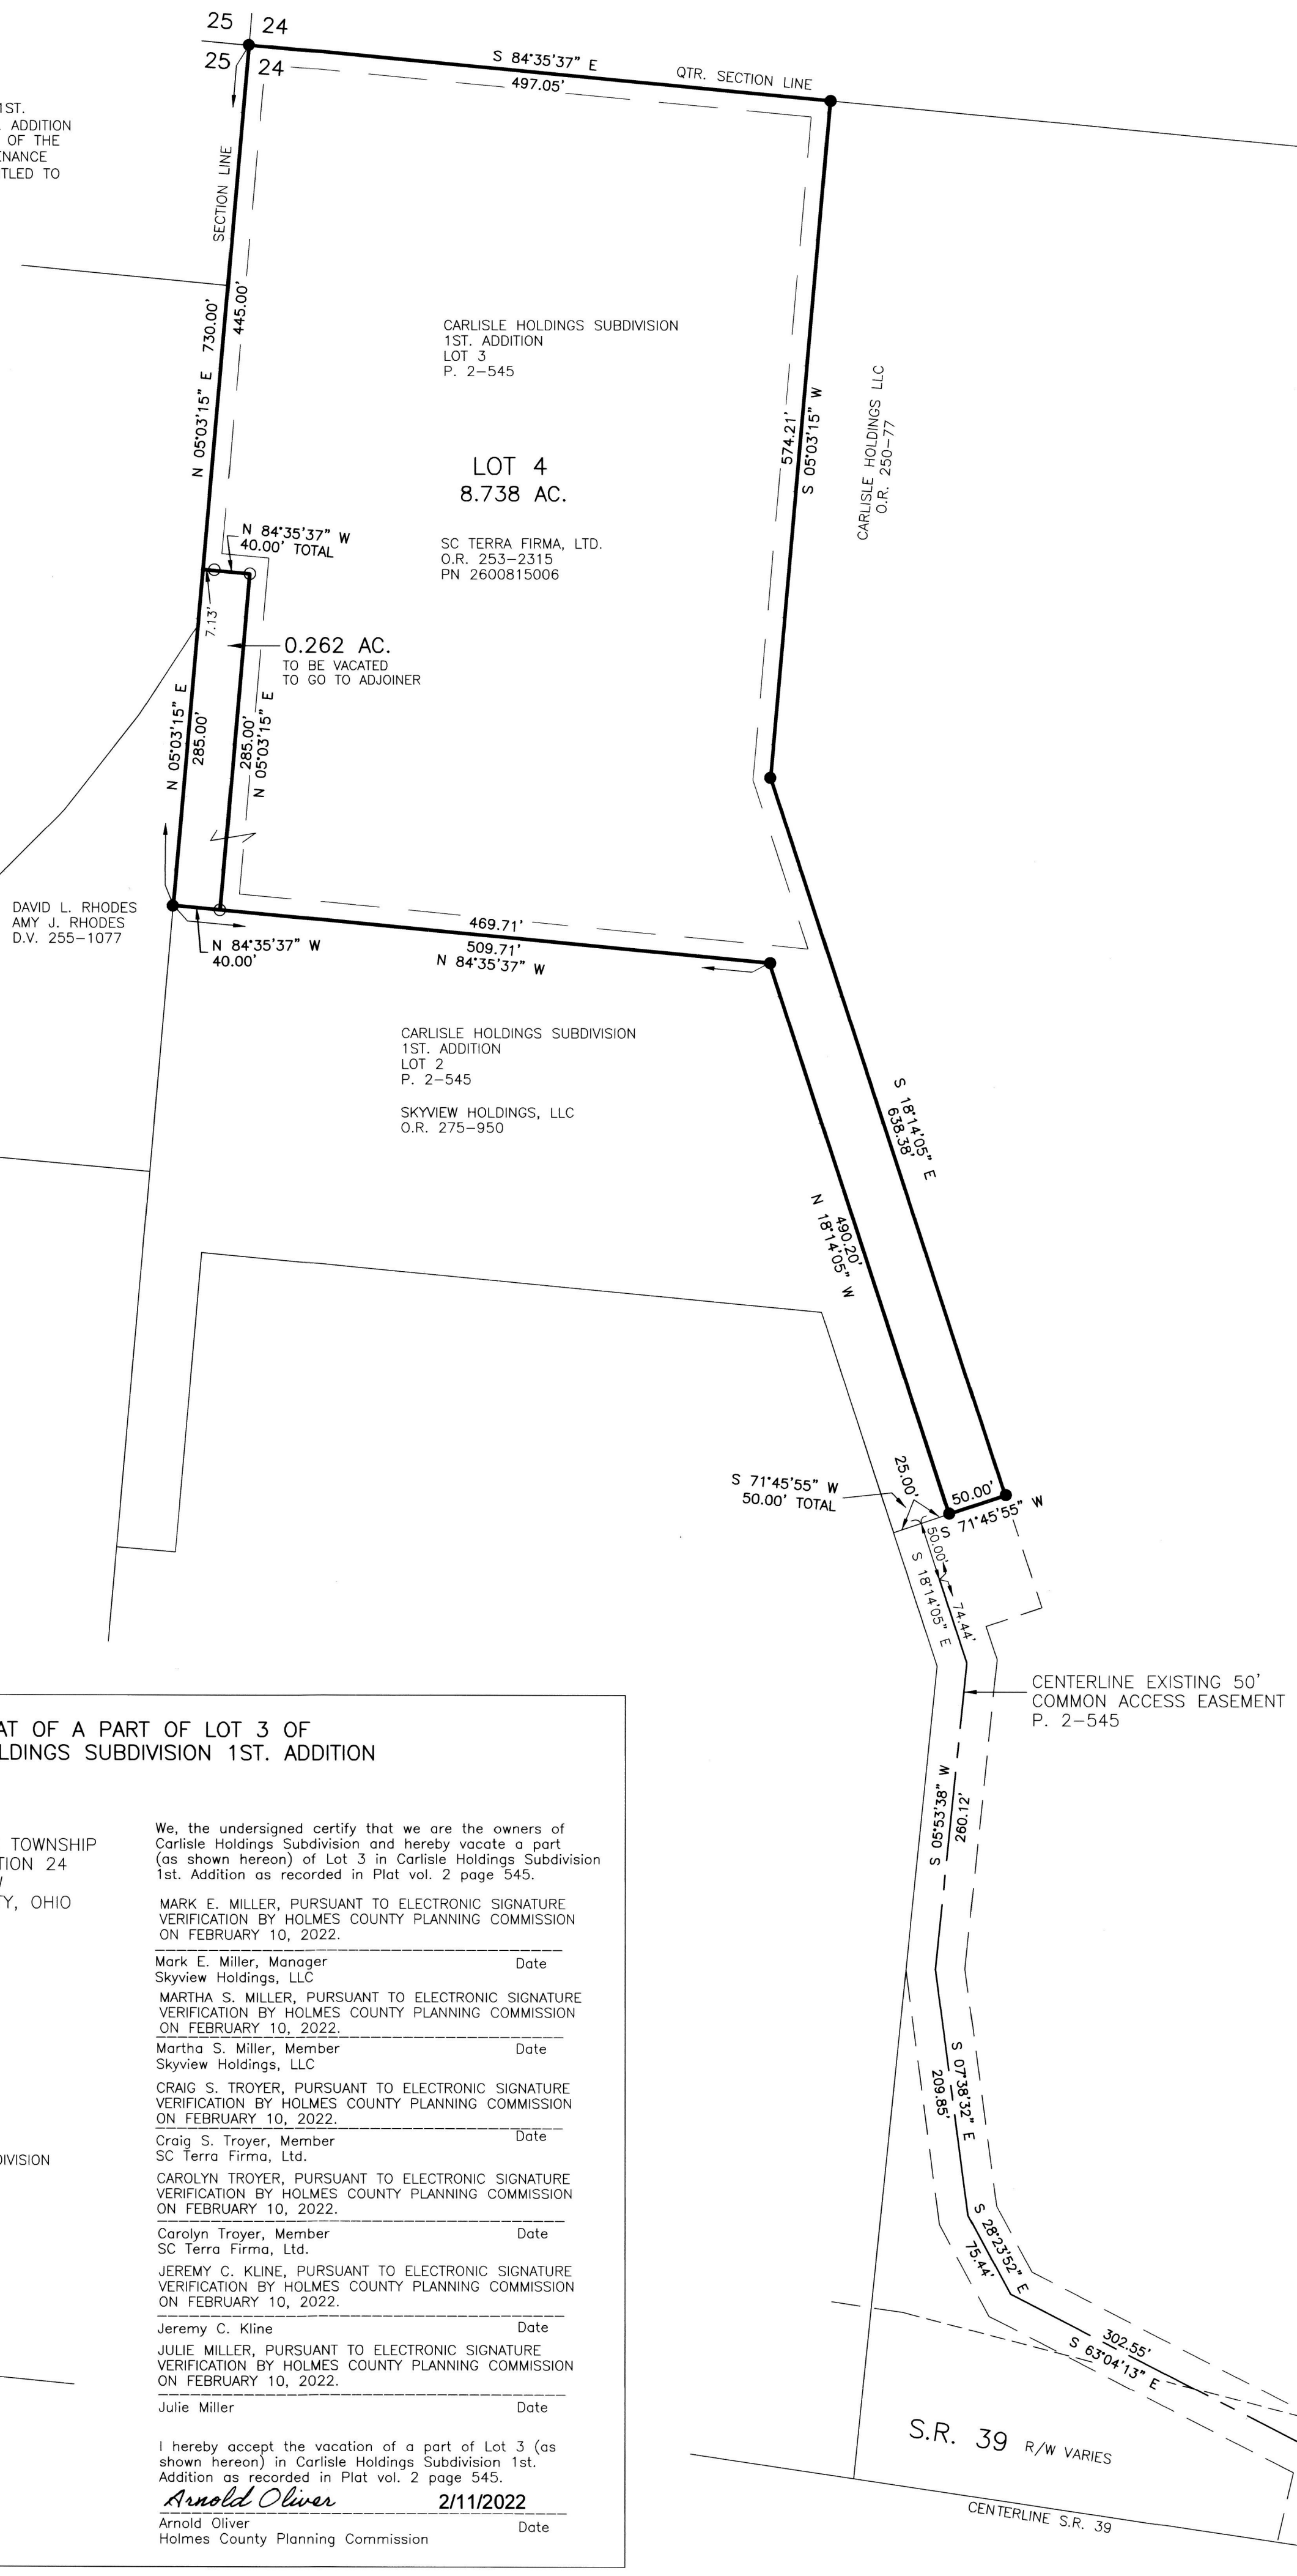 25 24
25 24
S 84°35'37" E
497.05'
QTR. SECTION LINE
1ST.
ADDITION
OF THE
ENANCE
TLED TO
SECTION LINE
N 05°03'15" E 730.00'
445.00'
CARLISLE HOLDINGS SUBDIVISION
1ST. ADDITION
LOT 3
P. 2-545
574.21'
S 05°03'15" W
CARLISLE HOLDINGS LLC
O.R. 250-77
LOT 4
8.738 AC.
SC TERRA FIRMA, LTD.
O.R. 253-2315
PN 2600815006
N 84°35'37" W
40.00' TOTAL
7.13'
0.262 AC.
TO BE VACATED
TO GO TO ADJOINER
N 05°03'15" E
285.00'
285.00'
N 05°03'15" E
DAVID L. RHODES
AMY J. RHODES
D.V. 255-1077
N 84°35'37" W
40.00'
469.71'
509.71'
N 84°35'37" W
CARLISLE HOLDINGS SUBDIVISION
1ST. ADDITION
LOT 2
P. 2-545
SKYVIEW HOLDINGS, LLC
O.R. 275-950
S 18°14'05" E
638.38'
490.20'
N 18°14'05" W
S 71°45'55" W
50.00' TOTAL
25.00'
50.00'
S 71°45'55" W
50.00'
S 18°14'05" E
74.44'
CENTERLINE EXISTING 50'
COMMON ACCESS EASEMENT
P. 2-545
S 05°53'38" W
260.12'
S 07°38'32" E
209.85'
S 28°23'52" E
75.44'
302.55'
S 63°04'13" E
S.R. 39 R/W VARIES
CENTERLINE S.R. 39
AT OF A PART OF LOT 3 OF
LDINGS SUBDIVISION 1ST. ADDITION
TOWNSHIP
TION 24
TY, OHIO
DIVISION
We, the undersigned certify that we are the owners of
Carlisle Holdings Subdivision and hereby vacate a part
(as shown hereon) of Lot 3 in Carlisle Holdings Subdivision
1st. Addition as recorded in Plat vol. 2 page 545.
MARK E. MILLER, PURSUANT TO ELECTRONIC SIGNATURE
VERIFICATION BY HOLMES COUNTY PLANNING COMMISSION
ON FEBRUARY 10, 2022.
Mark E. Miller, Manager Date
Skyview Holdings, LLC
MARTHA S. MILLER, PURSUANT TO ELECTRONIC SIGNATURE
VERIFICATION BY HOLMES COUNTY PLANNING COMMISSION
ON FEBRUARY 10, 2022.
Martha S. Miller, Member Date
Skyview Holdings, LLC
CRAIG S. TROYER, PURSUANT TO ELECTRONIC SIGNATURE
VERIFICATION BY HOLMES COUNTY PLANNING COMMISSION
ON FEBRUARY 10, 2022.
Craig S. Troyer, Member Date
SC Terra Firma, Ltd.
CAROLYN TROYER, PURSUANT TO ELECTRONIC SIGNATURE
VERIFICATION BY HOLMES COUNTY PLANNING COMMISSION
ON FEBRUARY 10, 2022.
Carolyn Troyer, Member Date
SC Terra Firma, Ltd.
JEREMY C. KLINE, PURSUANT TO ELECTRONIC SIGNATURE
VERIFICATION BY HOLMES COUNTY PLANNING COMMISSION
ON FEBRUARY 10, 2022.
Jeremy C. Kline Date
JULIE MILLER, PURSUANT TO ELECTRONIC SIGNATURE
VERIFICATION BY HOLMES COUNTY PLANNING COMMISSION
ON FEBRUARY 10, 2022.
Julie Miller Date
I hereby accept the vacation of a part of Lot 3 (as
shown hereon) in Carlisle Holdings Subdivision 1st.
Addition as recorded in Plat vol. 2 page 545.
Arnold Oliver 2/11/2022
Arnold Oliver Date
Holmes County Planning Commission